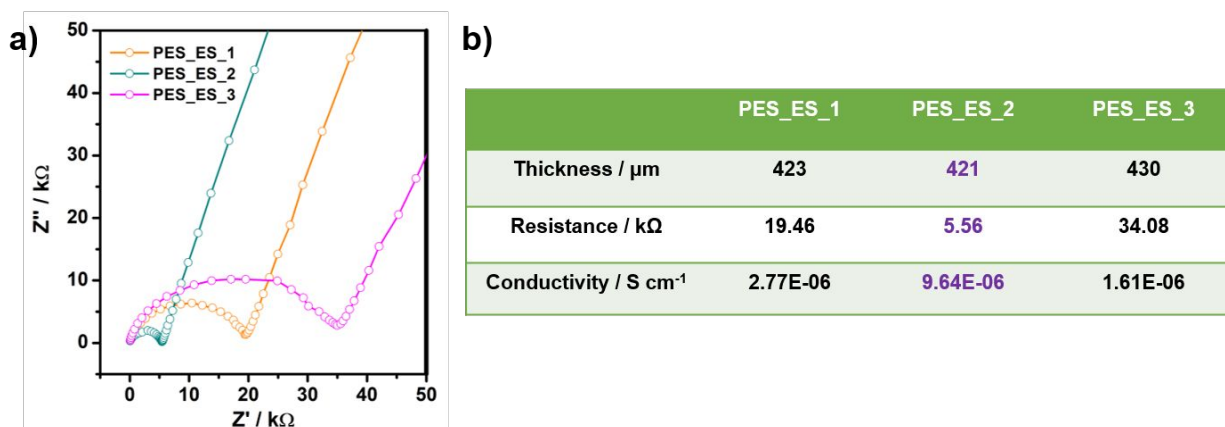 a)
50
40
30
20
10
0
Z'' / kΩ
PES_ES_1
PES_ES_2
PES_ES_3
0 10 20 30 40 50
Z' / kΩ
b)
PES_ES_1 PES_ES_2 PES_ES_3
Thickness / µm 423 421 430
Resistance / kΩ 19.46 5.56 34.08
Conductivity / S cm⁻¹ 2.77E-06 9.64E-06 1.61E-06